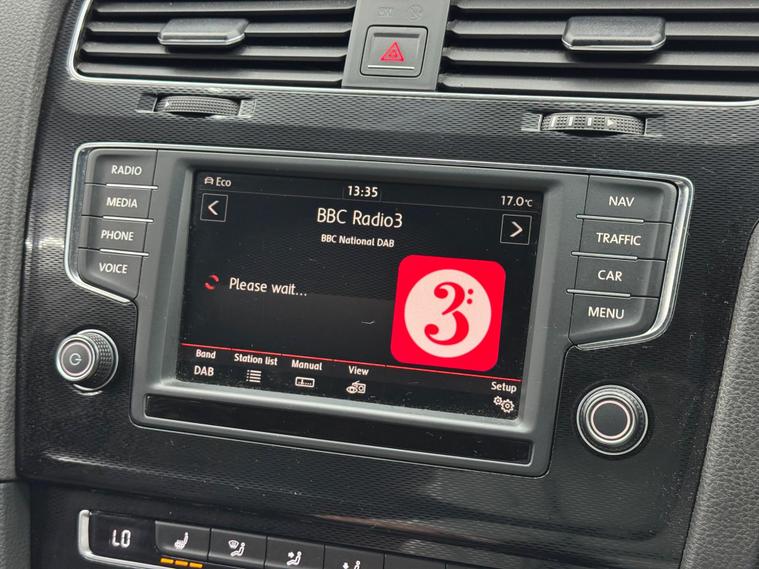 RADIO
MEDIA
PHONE
VOICE
Eco
13:35
17.0°C
BBC Radio3
BBC National DAB
Please wait...
3:
Band
DAB
Station list
Manual
View
Setup
NAV
TRAFFIC
CAR
MENU
LO